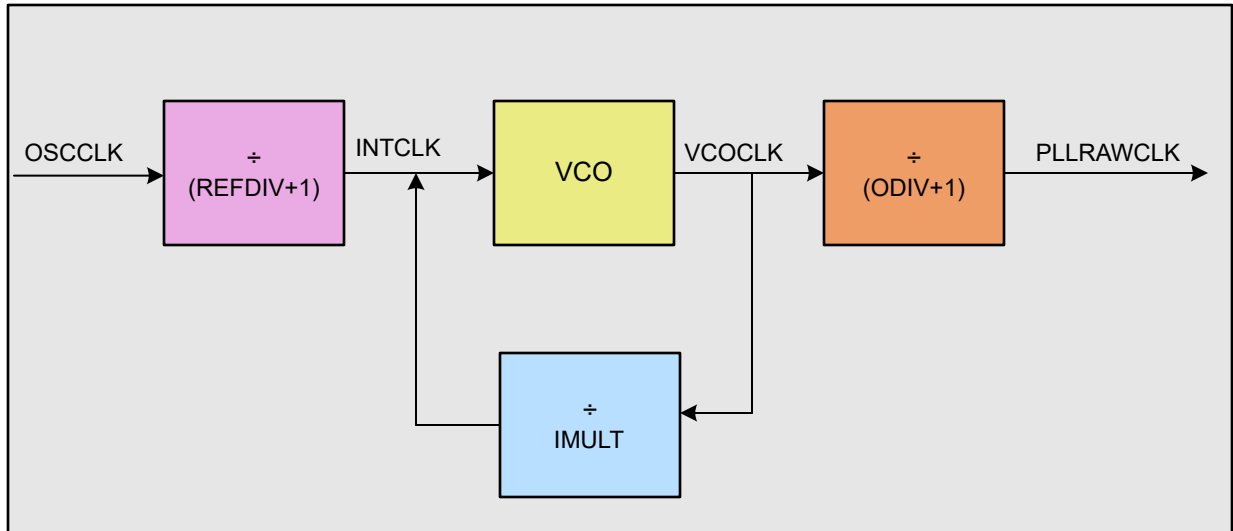 OSCCLK
÷
(REFDIV+1)
INTCLK
VCO
VCOCLK
÷
(ODIV+1)
PLLRAWCLK
÷
IMULT